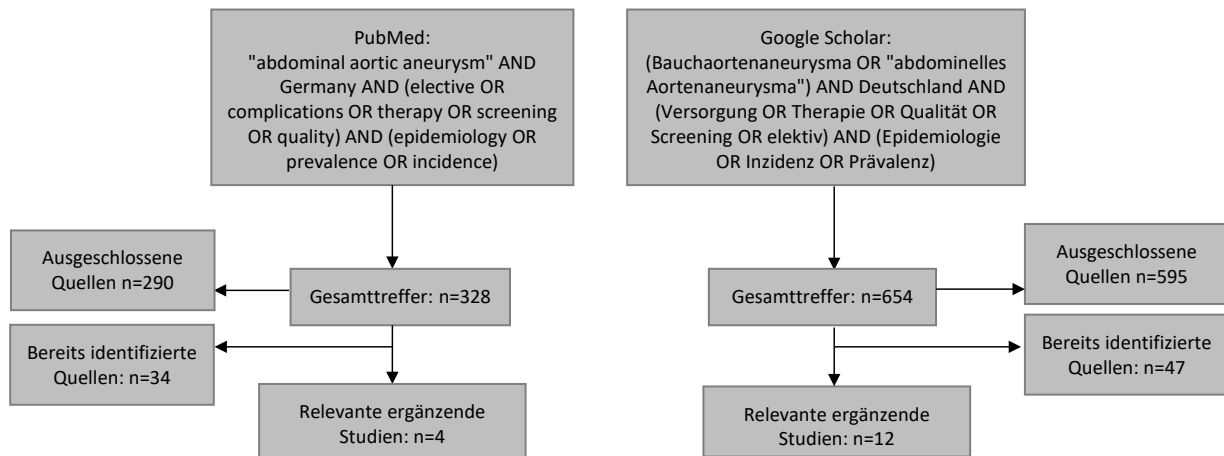 PubMed:
"abdominal aortic aneurysm" AND
Germany AND (elective OR
complications OR therapy OR screening
OR quality) AND (epidemiology OR
prevalence OR incidence)
Google Scholar:
(Bauchaortenaneurysma OR "abdominelles
Aortenaneurysma") AND Deutschland AND
(Versorgung OR Therapie OR Qualität OR
Screening OR elektiv) AND (Epidemiologie
OR Inzidenz OR Prävalenz)
Ausgeschlossene
Quellen n=290
Gesamttreffer: n=328
Gesamttreffer: n=654
Ausgeschlossene
Quellen n=595
Bereits identifizierte
Quellen: n=34
Bereits identifizierte
Quellen: n=47
Relevante ergänzende
Studien: n=4
Relevante ergänzende
Studien: n=12